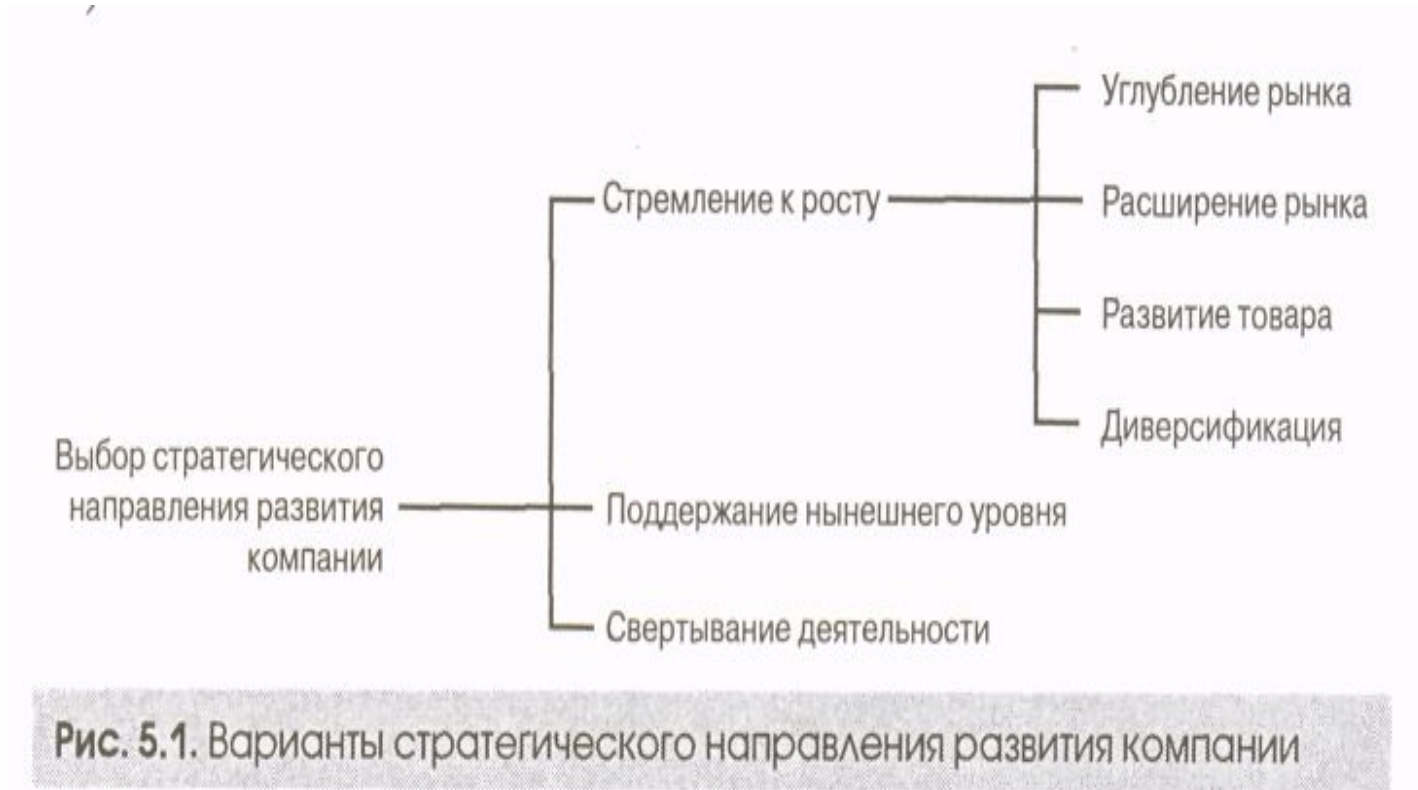 Углубление рынка
Стремление к росту
Расширение рынка
Развитие товара
Диверсификация
Выбор стратегического
направления развития
компании
Поддержание нынешнего уровня
Свертывание деятельности
Рис. 5.1. Варианты стратегического направления развития компании